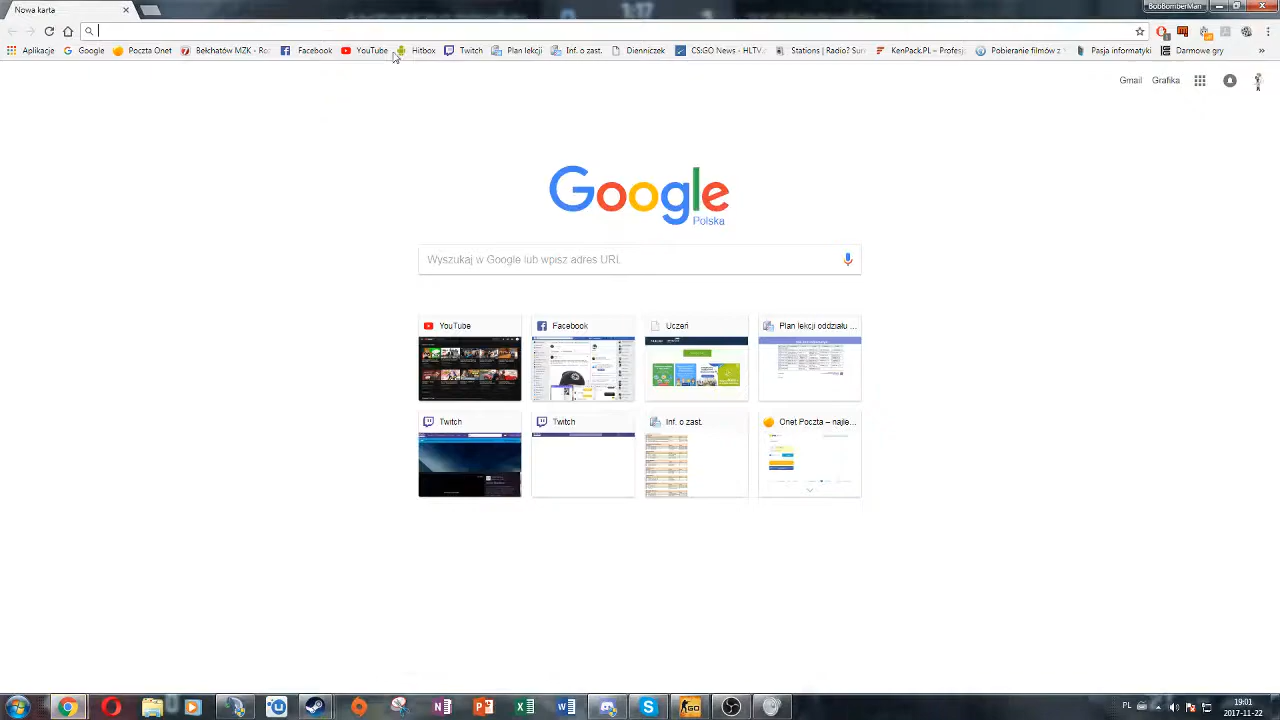 1:17
Nowa karta
BobBomberMan
Aplikacje Google Poczta Onet Bełchatów MZK - Ro Facebook YouTube Hitbox Twitch Plan lekcji Inf. o zast. Dzienniczek CS:GO News - HLTV. Stations | Radio? Sur KenPack.PL – Profesj Pobieranie filmów z Pasja informatyki Darmowe gry
Gmail Grafika
Google
Polska
Wyszukaj w Google lub wpisz adres URL
YouTube Facebook Uczeń Plan lekcji oddziału ...
Twitch Twitch Inf. o zast. Onet Poczta – najle...
PL 19:01
2017-11-22